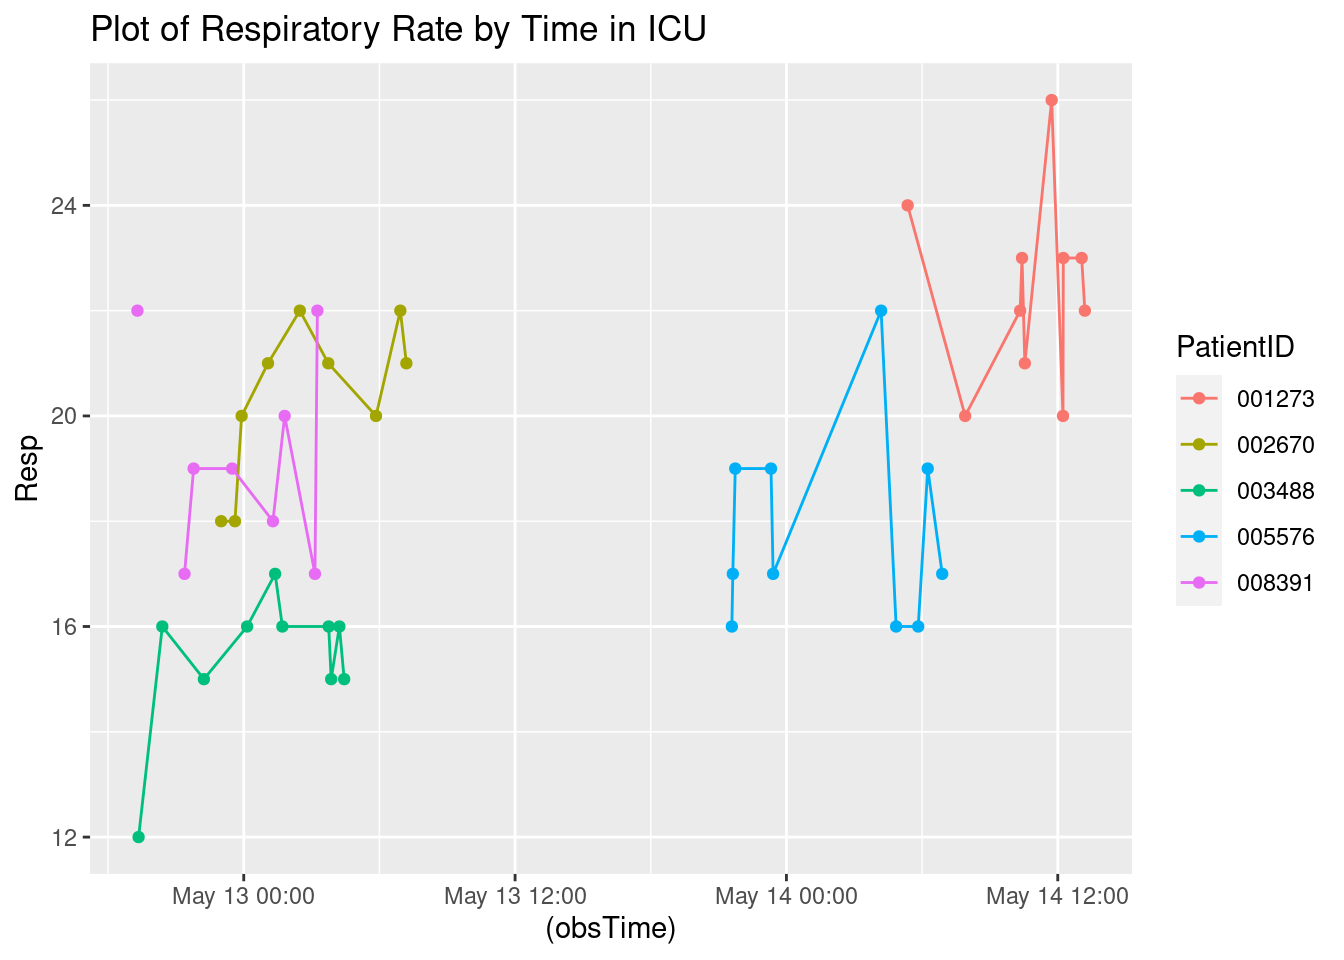 Plot of Respiratory Rate by Time in ICU
Resp
24
20
16
12
May 13 00:00
May 13 12:00
May 14 00:00
May 14 12:00
(obsTime)
PatientID
001273
002670
003488
005576
008391